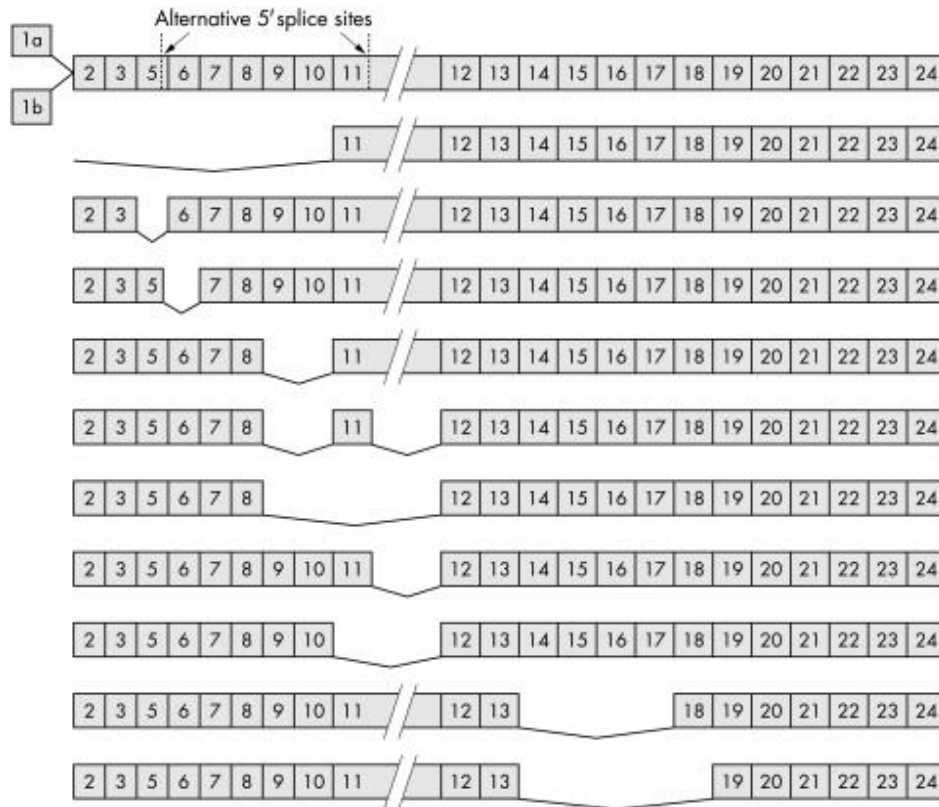 Alternative 5' splice sites
1a
2 3 5 6 7 8 9 10 11 12 13 14 15 16 17 18 19 20 21 22 23 24
1b
11 12 13 14 15 16 17 18 19 20 21 22 23 24
2 3 6 7 8 9 10 11 12 13 14 15 16 17 18 19 20 21 22 23 24
2 3 5 7 8 9 10 11 12 13 14 15 16 17 18 19 20 21 22 23 24
2 3 5 6 7 8 11 12 13 14 15 16 17 18 19 20 21 22 23 24
2 3 5 6 7 8 11 12 13 14 15 16 17 18 19 20 21 22 23 24
2 3 5 6 7 8 12 13 14 15 16 17 18 19 20 21 22 23 24
2 3 5 6 7 8 9 10 11 12 13 14 15 16 17 18 19 20 21 22 23 24
2 3 5 6 7 8 9 10 12 13 14 15 16 17 18 19 20 21 22 23 24
2 3 5 6 7 8 9 10 11 12 13 18 19 20 21 22 23 24
2 3 5 6 7 8 9 10 11 12 13 19 20 21 22 23 24